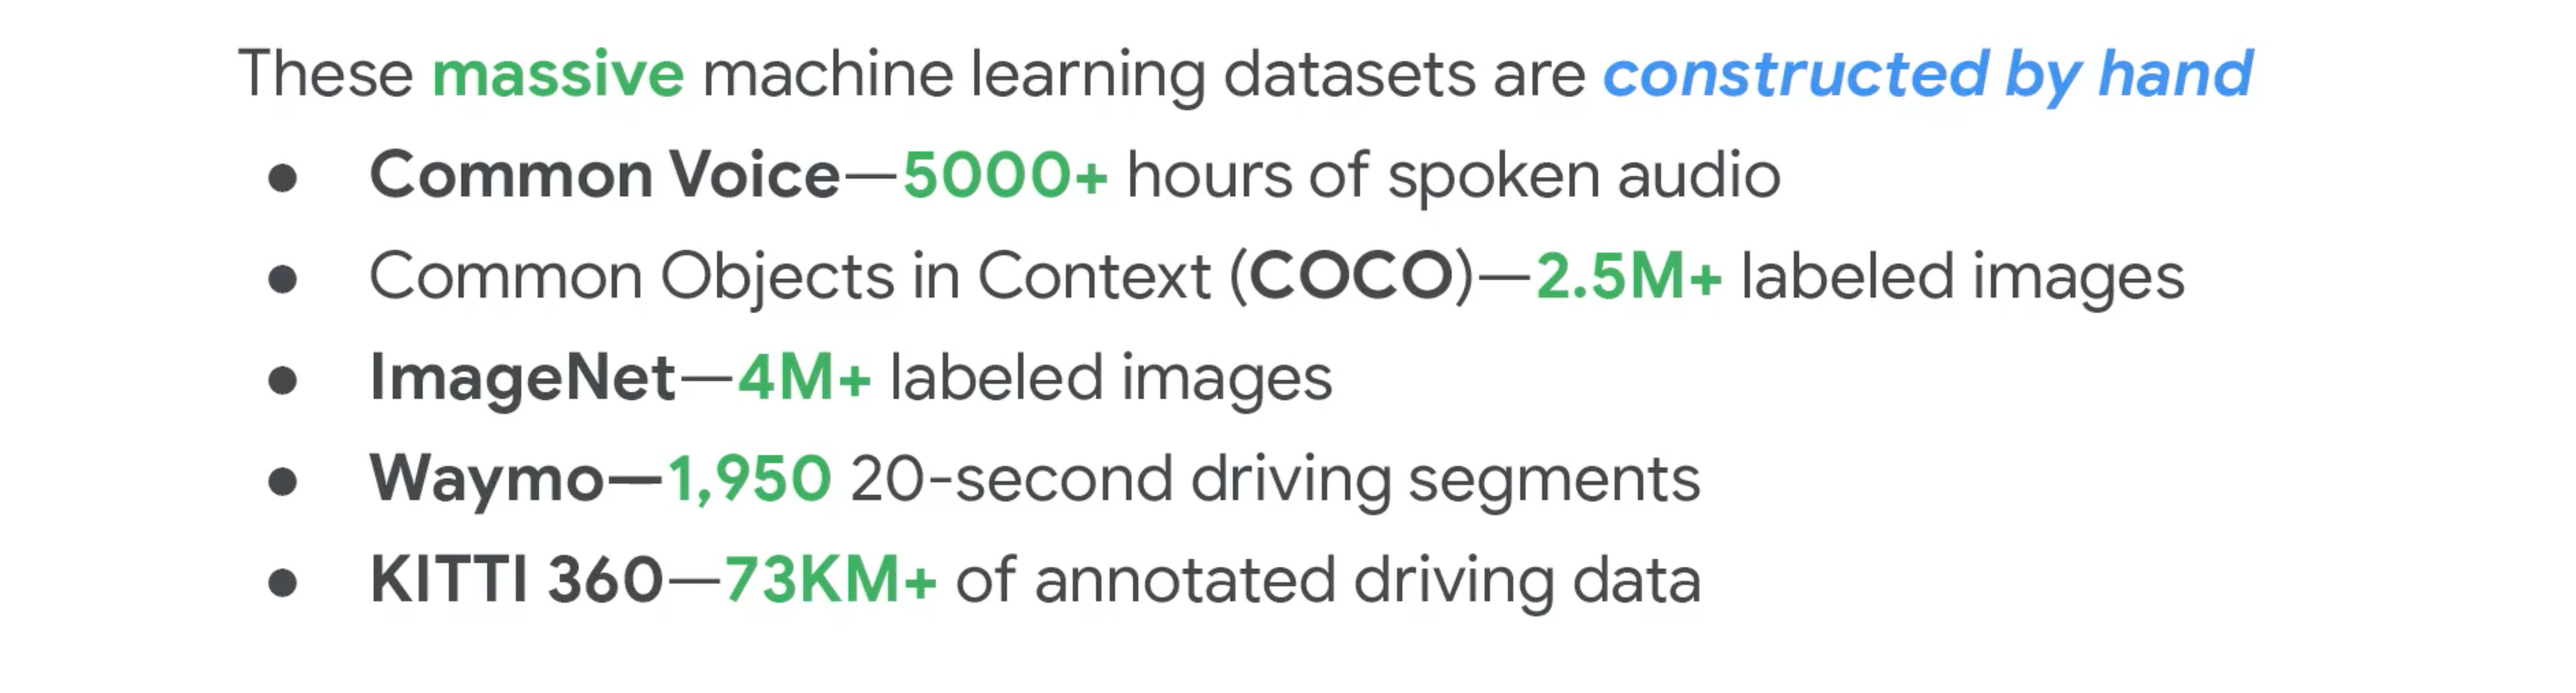 These massive machine learning datasets are constructed by hand
● Common Voice—5000+ hours of spoken audio
● Common Objects in Context (COCO)—2.5M+ labeled images
● ImageNet—4M+ labeled images
● Waymo—1,950 20-second driving segments
● KITTI 360—73KM+ of annotated driving data